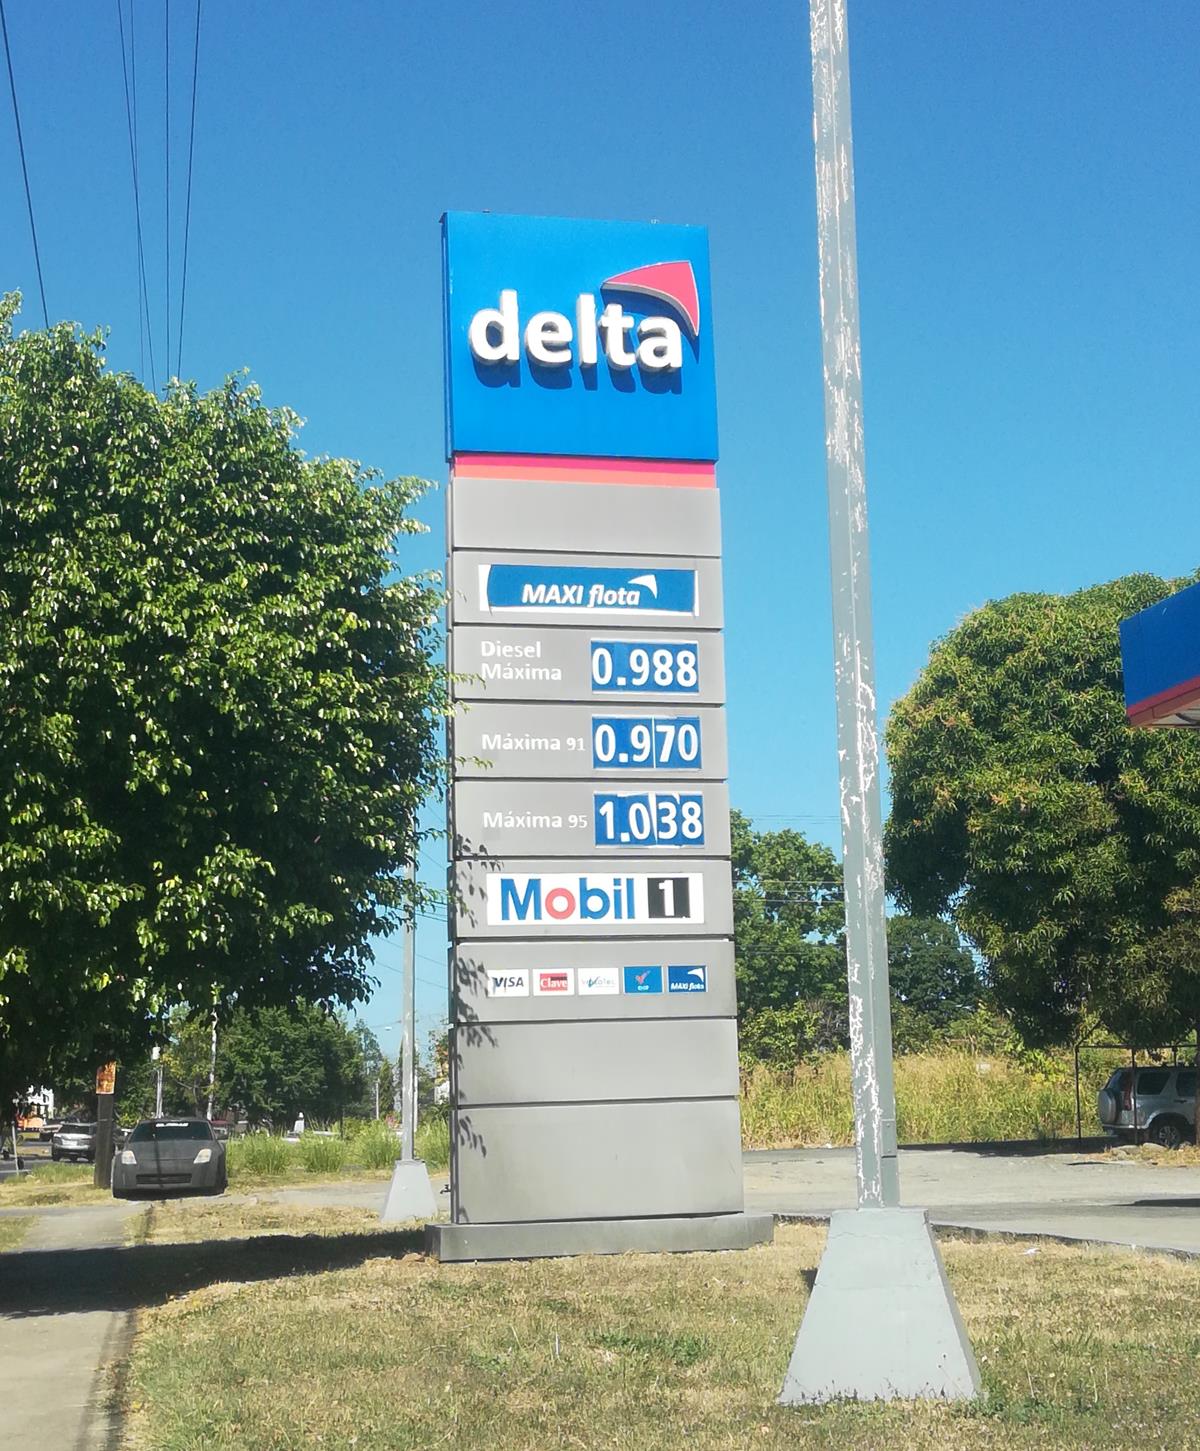 delta
MAXI flota
Diesel
Máxima
0.988
Máxima 91
0.970
Máxima 95
1.038
Mobil 1
VISA
Clave
MAXI flota